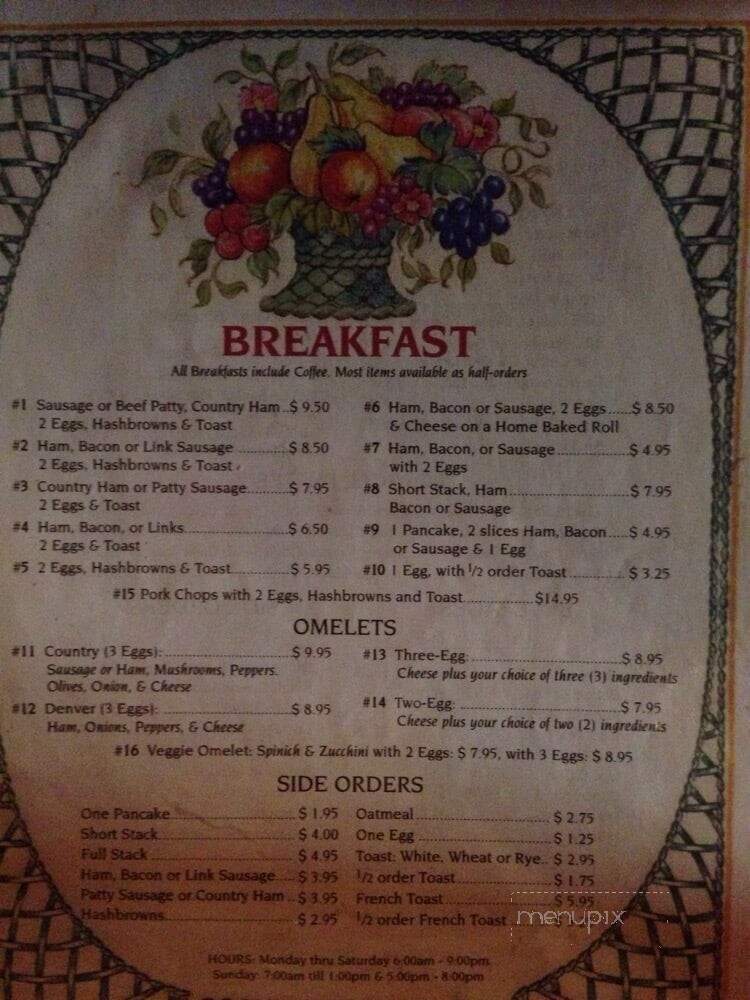 BREAKFAST
All Breakfasts include Coffee. Most items available as half-orders
#1 Sausage or Beef Patty, Country Ham..$ 9.50
2 Eggs, Hashbrowns & Toast
#2 Ham, Bacon or Link Sausage..........$ 8.50
2 Eggs, Hashbrowns & Toast.
#3 Country Ham or Patty Sausage..........$ 7.95
2 Eggs & Toast
#4 Ham, Bacon, or Links..........$ 6.50
2 Eggs & Toast
#5 2 Eggs, Hashbrowns & Toast..........$ 5.95
#6 Ham, Bacon or Sausage, 2 Eggs......$ 8.50
& Cheese on a Home Baked Roll
#7 Ham, Bacon, or Sausage..........$ 4.95
with 2 Eggs
#8 Short Stack, Ham..........$ 7.95
Bacon or Sausage
#9 1 Pancake, 2 slices Ham, Bacon.....$ 4.95
or Sausage & 1 Egg
#10 1 Egg, with 1/2 order Toast..........$ 3.25
#15 Pork Chops with 2 Eggs, Hashbrowns and Toast..........$14.95
OMELETS
#11 Country (3 Eggs):..........$ 9.95
Sausage or Ham, Mushrooms, Peppers.
Olives, Onion, & Cheese
#12 Denver (3 Eggs):..........$ 8.95
Ham, Onions, Peppers, & Cheese
#13 Three-Egg:..........$ 8.95
Cheese plus your choice of three (3) ingredients
#14 Two-Egg:..........$ 7.95
Cheese plus your choice of two (2) ingredients
#16 Veggie Omelet: Spinich & Zucchini with 2 Eggs: $ 7.95, with 3 Eggs: $ 8.95
SIDE ORDERS
One Pancake..........$ 1.95
Short Stack..........$ 4.00
Full Stack..........$ 4.95
Ham, Bacon or Link Sausage....$ 3.95
Patty Sausage or Country Ham..$ 3.95
Hashbrowns..........$ 2.95
Oatmeal..........$ 2.75
One Egg..........$ 1.25
Toast: White, Wheat or Rye..$ 2.95
1/2 order Toast..........$ 1.75
French Toast..........$ 5.95
1/2 order French Toast
menupix
HOURS: Monday thru Saturday 6:00am - 9:00pm
Sunday: 7:00am till 1:00pm & 5:00pm - 8:00pm